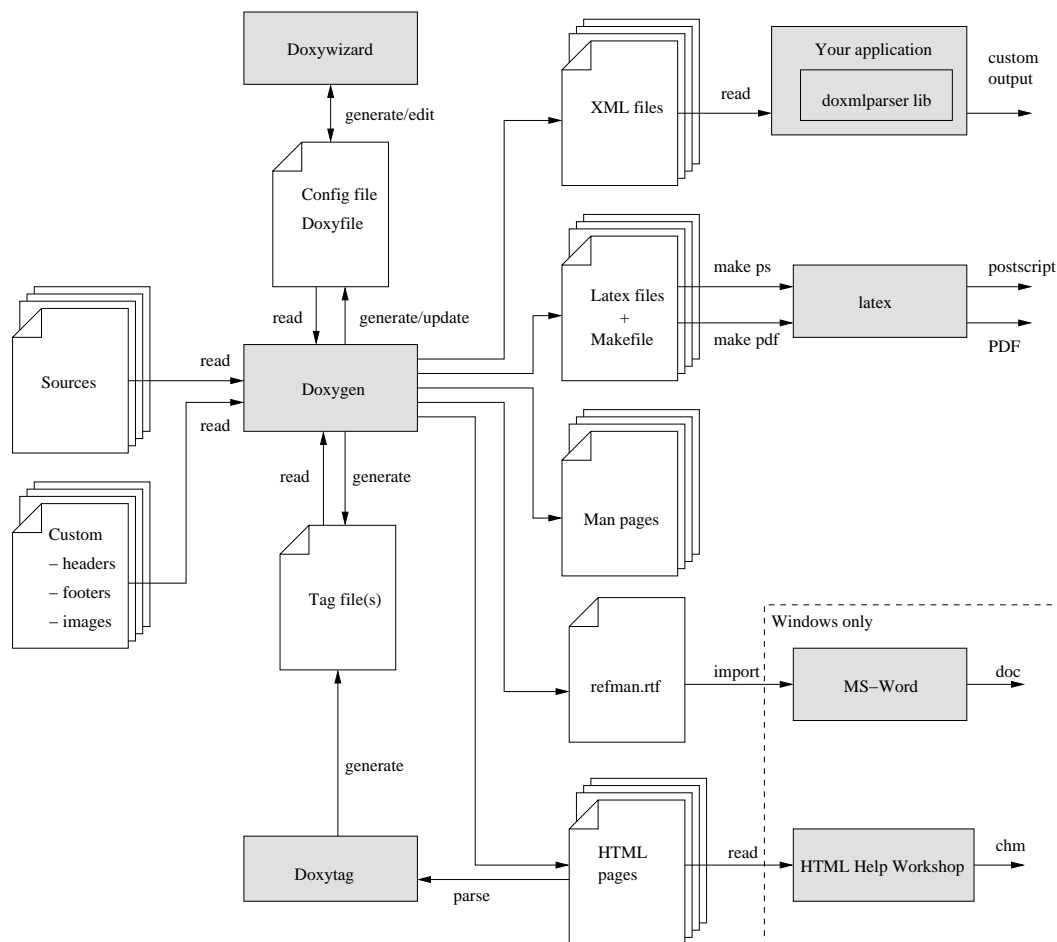 Doxywizard
generate/edit
Config file
Doxyfile
read
generate/update
Sources
read
Doxygen
read
Custom
– headers
– footers
– images
read
generate
Tag file(s)
generate
Doxytag
parse
XML files
read
Your application
doxmlparser lib
custom
output
Latex files
+
Makefile
make ps
make pdf
latex
postscript
PDF
Man pages
refman.rtf
import
Windows only
MS–Word
doc
HTML
pages
read
HTML Help Workshop
chm